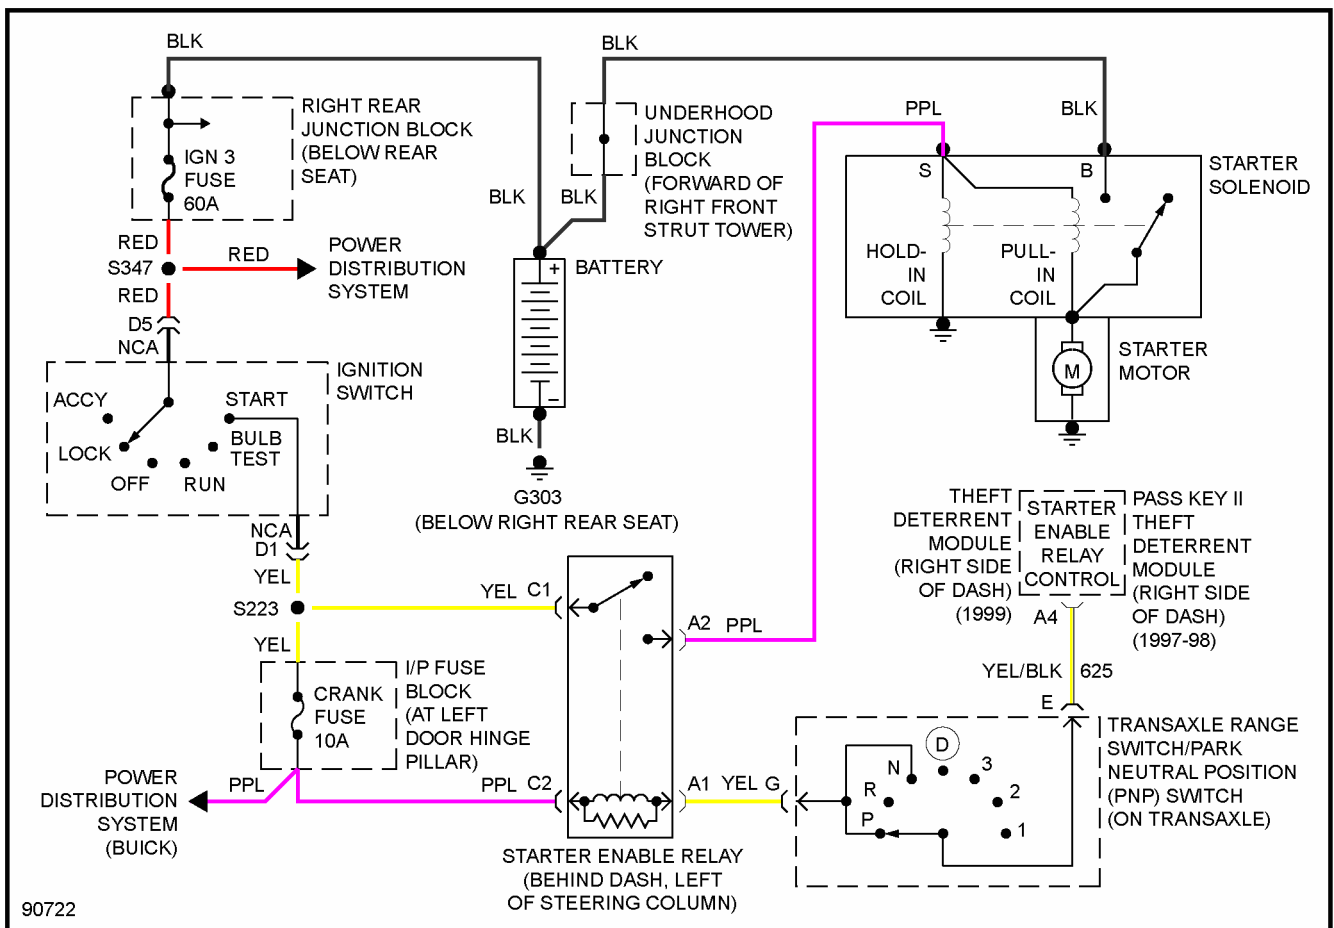 BLK
BLK
RIGHT REAR
JUNCTION BLOCK
(BELOW REAR
SEAT)
IGN 3
FUSE
60A
UNDERHOOD
JUNCTION
BLOCK
(FORWARD OF
RIGHT FRONT
STRUT TOWER)
BLK
BLK
PPL
BLK
S
B
STARTER
SOLENOID
HOLD-
IN
COIL
PULL-
IN
COIL
RED
S347
RED
RED
POWER
DISTRIBUTION
SYSTEM
D5
NCA
+
BATTERY
−
BLK
G303
(BELOW RIGHT REAR SEAT)
STARTER
MOTOR
M
IGNITION
SWITCH
ACCY
LOCK
OFF
RUN
BULB
TEST
START
NCA
D1
YEL
S223
YEL
YEL
C1
A2
PPL
THEFT
DETERRENT
MODULE
(RIGHT SIDE
OF DASH)
(1999)
STARTER
ENABLE
RELAY
CONTROL
PASS KEY II
THEFT
DETERRENT
MODULE
(RIGHT SIDE
OF DASH)
(1997-98)
A4
YEL/BLK
625
E
CRANK
FUSE
10A
I/P FUSE
BLOCK
(AT LEFT
DOOR HINGE
PILLAR)
POWER
DISTRIBUTION
SYSTEM
(BUICK)
PPL
PPL
C2
A1
YEL
G
STARTER ENABLE RELAY
(BEHIND DASH, LEFT
OF STEERING COLUMN)
P
R
N
D
3
2
1
TRANSAXLE RANGE
SWITCH/PARK
NEUTRAL POSITION
(PNP) SWITCH
(ON TRANSAXLE)
90722